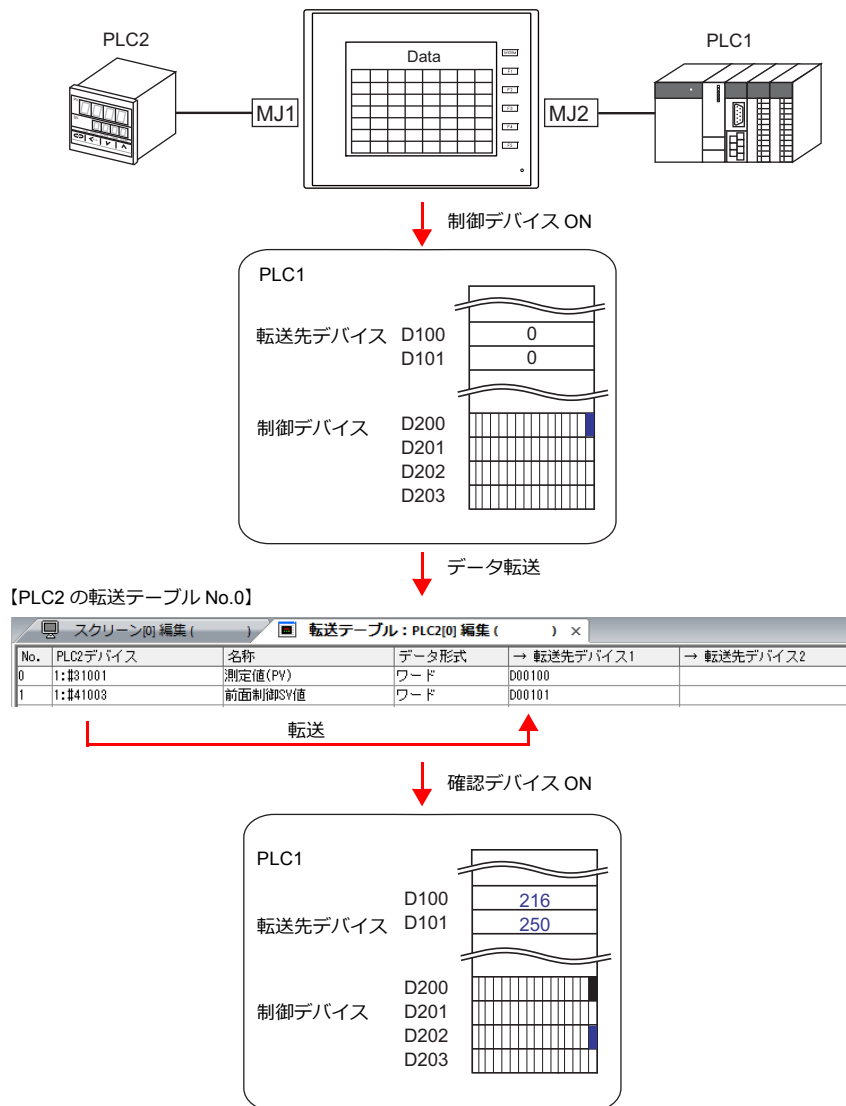 PLC2
PLC1
Data
SYSTEM
F1
F2
F3
F4
F5
MJ1
MJ2
制御デバイス ON
PLC1
転送先デバイス D100 0
D101 0
制御デバイス D200
D201
D202
D203
データ転送
【PLC2 の転送テーブル No.0】
スクリーン[0] 編集 ( ) 転送テーブル : PLC2[0] 編集 ( ) ×
No. PLC2デバイス 名称 データ形式 → 転送先デバイス1 → 転送先デバイス2
0 1:#31001 測定値(PV) ワード D00100
1 1:#41003 前面制御SV値 ワード D00101
転送
確認デバイス ON
PLC1
D100 216
転送先デバイス D101 250
D200
制御デバイス D201
D202
D203